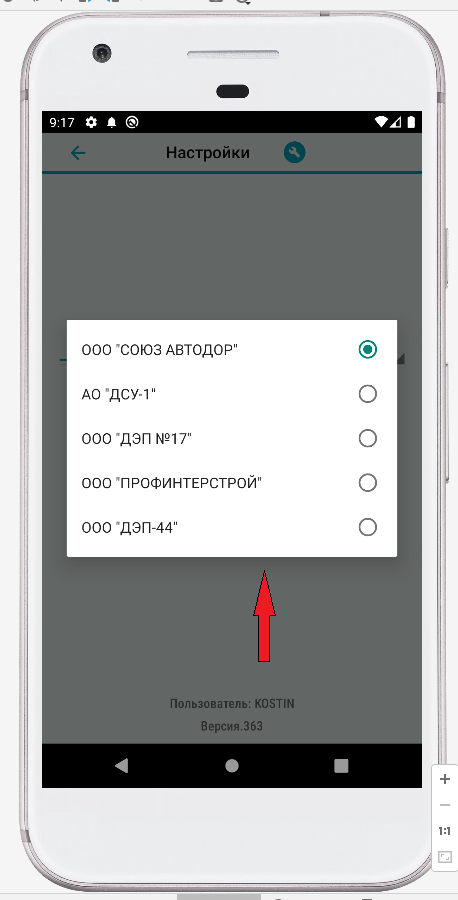 9:17
Настройки
ООО "СОЮЗ АВТОДОР"
АО "ДСУ-1"
ООО "ДЭП №17"
ООО "ПРОФИНТЕРСТРОЙ"
ООО "ДЭП-44"
Пользователь: KOSTIN
Версия.363
1:1